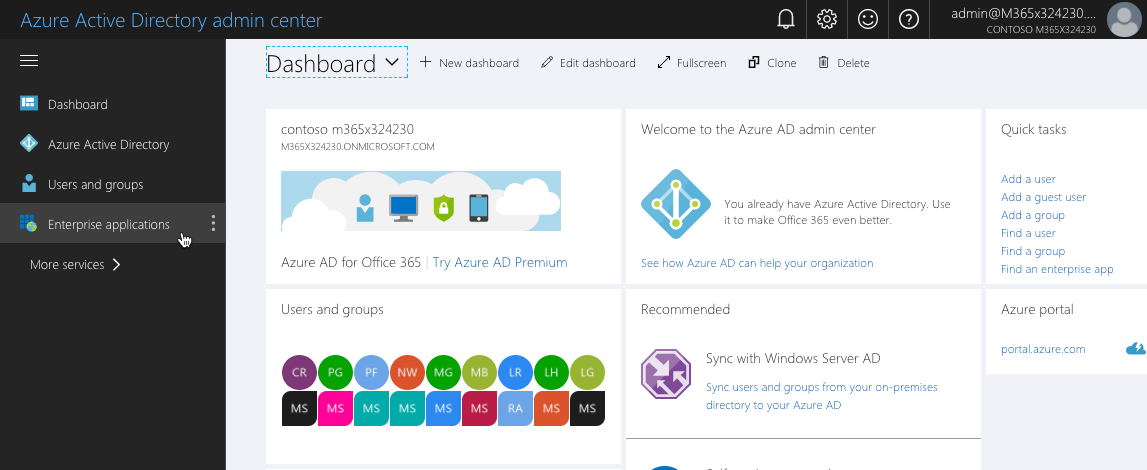 Azure Active Directory admin center
admin@M365x324230....
CONTOSO M365X324230
Dashboard
Azure Active Directory
Users and groups
Enterprise applications
More services
Dashboard
New dashboard
Edit dashboard
Fullscreen
Clone
Delete
contoso m365x324230
M365X324230.ONMICROSOFT.COM
Azure AD for Office 365 | Try Azure AD Premium
Welcome to the Azure AD admin center
You already have Azure Active Directory. Use
it to make Office 365 even better.
See how Azure AD can help your organization
Quick tasks
Add a user
Add a guest user
Add a group
Find a user
Find a group
Find an enterprise app
Users and groups
CR PG PF NW MG MB LR LH LG
MS MS MS MS MS MS RA MS MS
Recommended
Sync with Windows Server AD
Sync users and groups from your on-premises
directory to your Azure AD
Azure portal
portal.azure.com